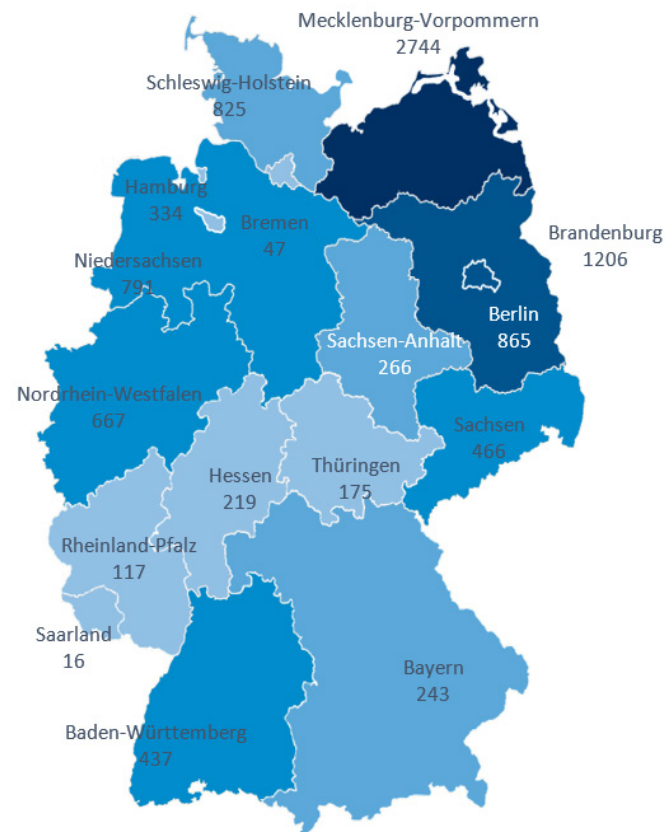 Mecklenburg-Vorpommern
2744
Schleswig-Holstein
825
Hamburg
334
Bremen
47
Brandenburg
1206
Niedersachsen
791
Berlin
865
Sachsen-Anhalt
266
Nordrhein-Westfalen
667
Sachsen
466
Hessen
219
Thüringen
175
Rheinland-Pfalz
117
Saarland
16
Bayern
243
Baden-Württemberg
437